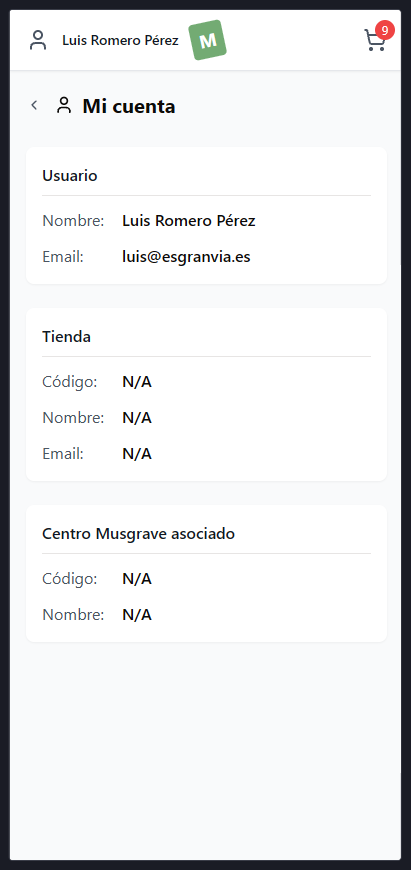 Luis Romero Pérez
M
9
Mi cuenta
Usuario
Nombre: Luis Romero Pérez
Email: luis@esgranvia.es
Tienda
Código: N/A
Nombre: N/A
Email: N/A
Centro Musgrave asociado
Código: N/A
Nombre: N/A